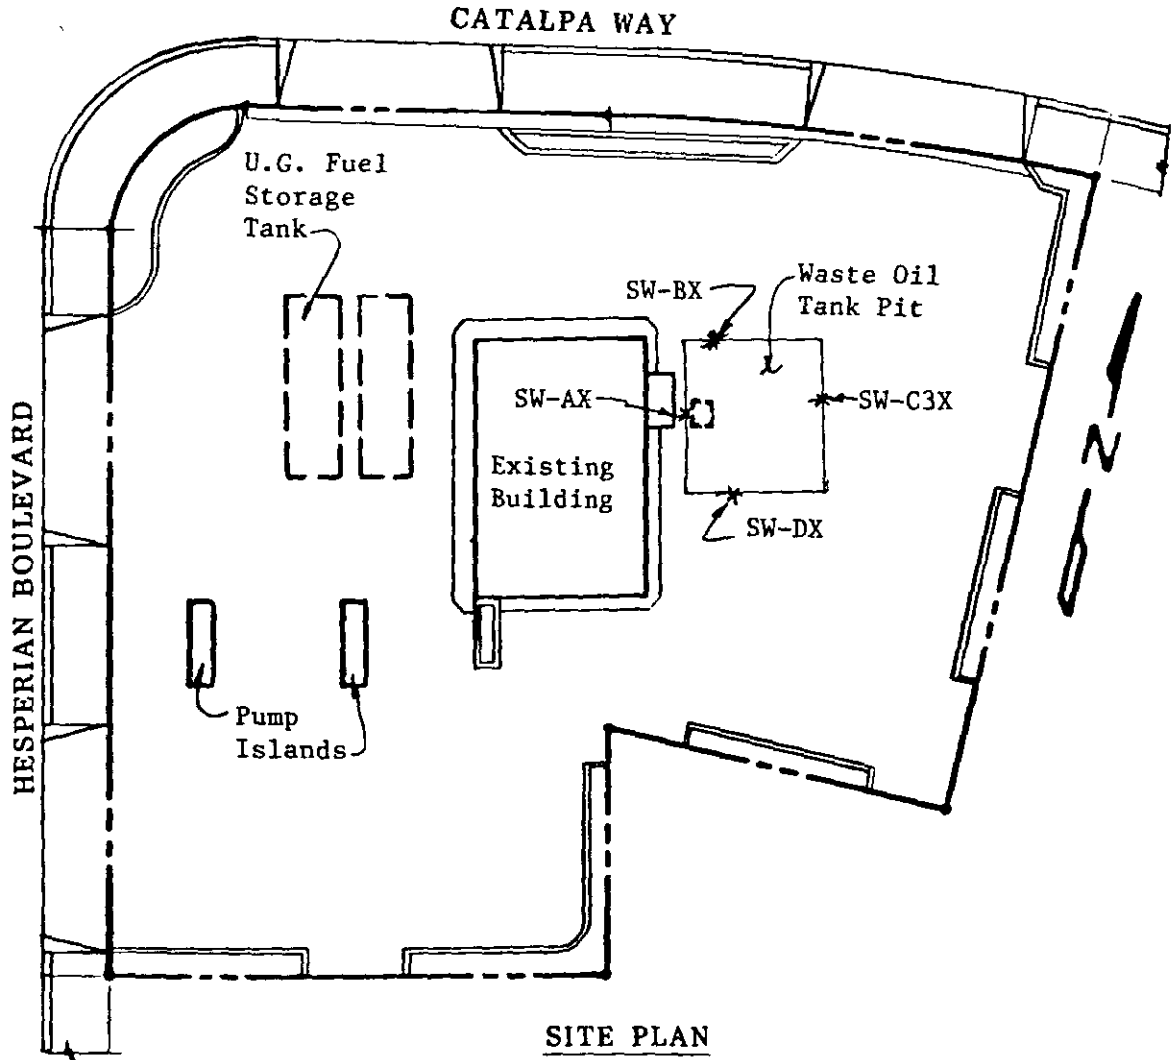 CATALPA WAY
U.G. Fuel
Storage
Tank
Waste Oil
Tank Pit
SW-BX
SW-AX
SW-C3X
Existing
Building
SW-DX
N
HESPERIAN BOULEVARD
Pump
Islands
SITE PLAN